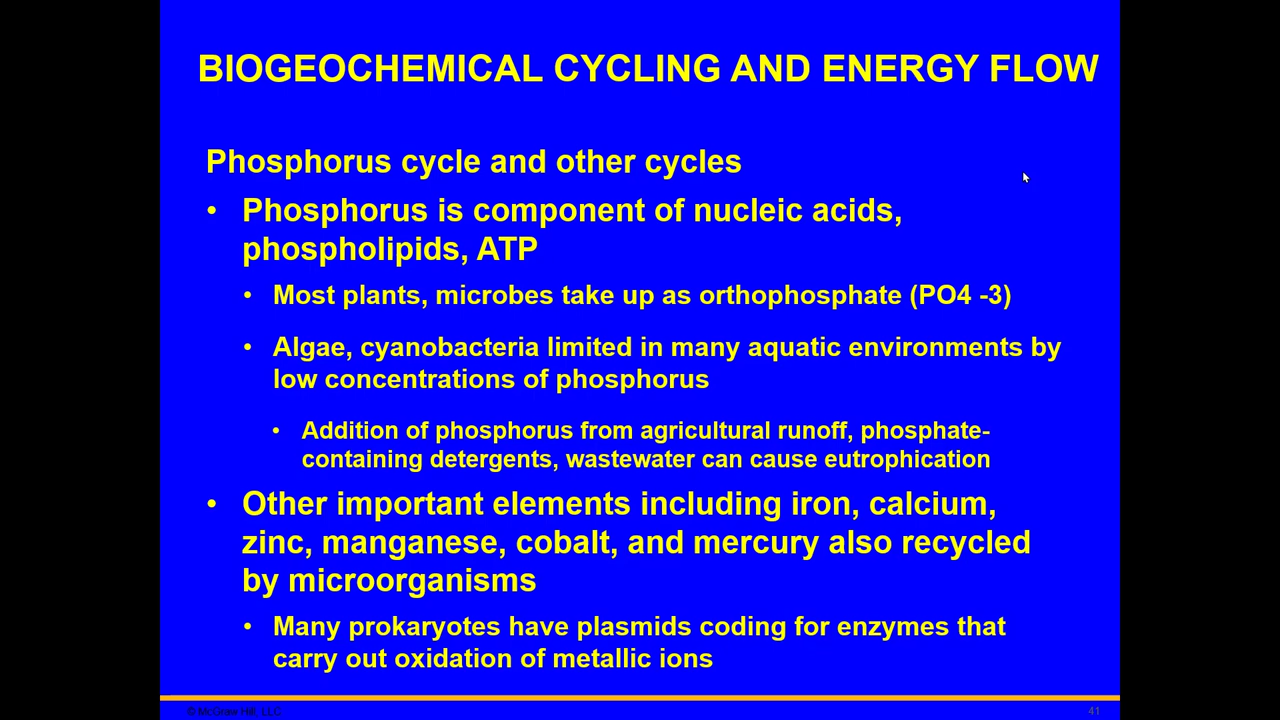 BIOGEOCHEMICAL CYCLING AND ENERGY FLOW
Phosphorus cycle and other cycles
• Phosphorus is component of nucleic acids,
phospholipids, ATP
• Most plants, microbes take up as orthophosphate (PO4 -3)
• Algae, cyanobacteria limited in many aquatic environments by
low concentrations of phosphorus
• Addition of phosphorus from agricultural runoff, phosphate-
containing detergents, wastewater can cause eutrophication
• Other important elements including iron, calcium,
zinc, manganese, cobalt, and mercury also recycled
by microorganisms
• Many prokaryotes have plasmids coding for enzymes that
carry out oxidation of metallic ions
© McGraw Hill, LLC
41